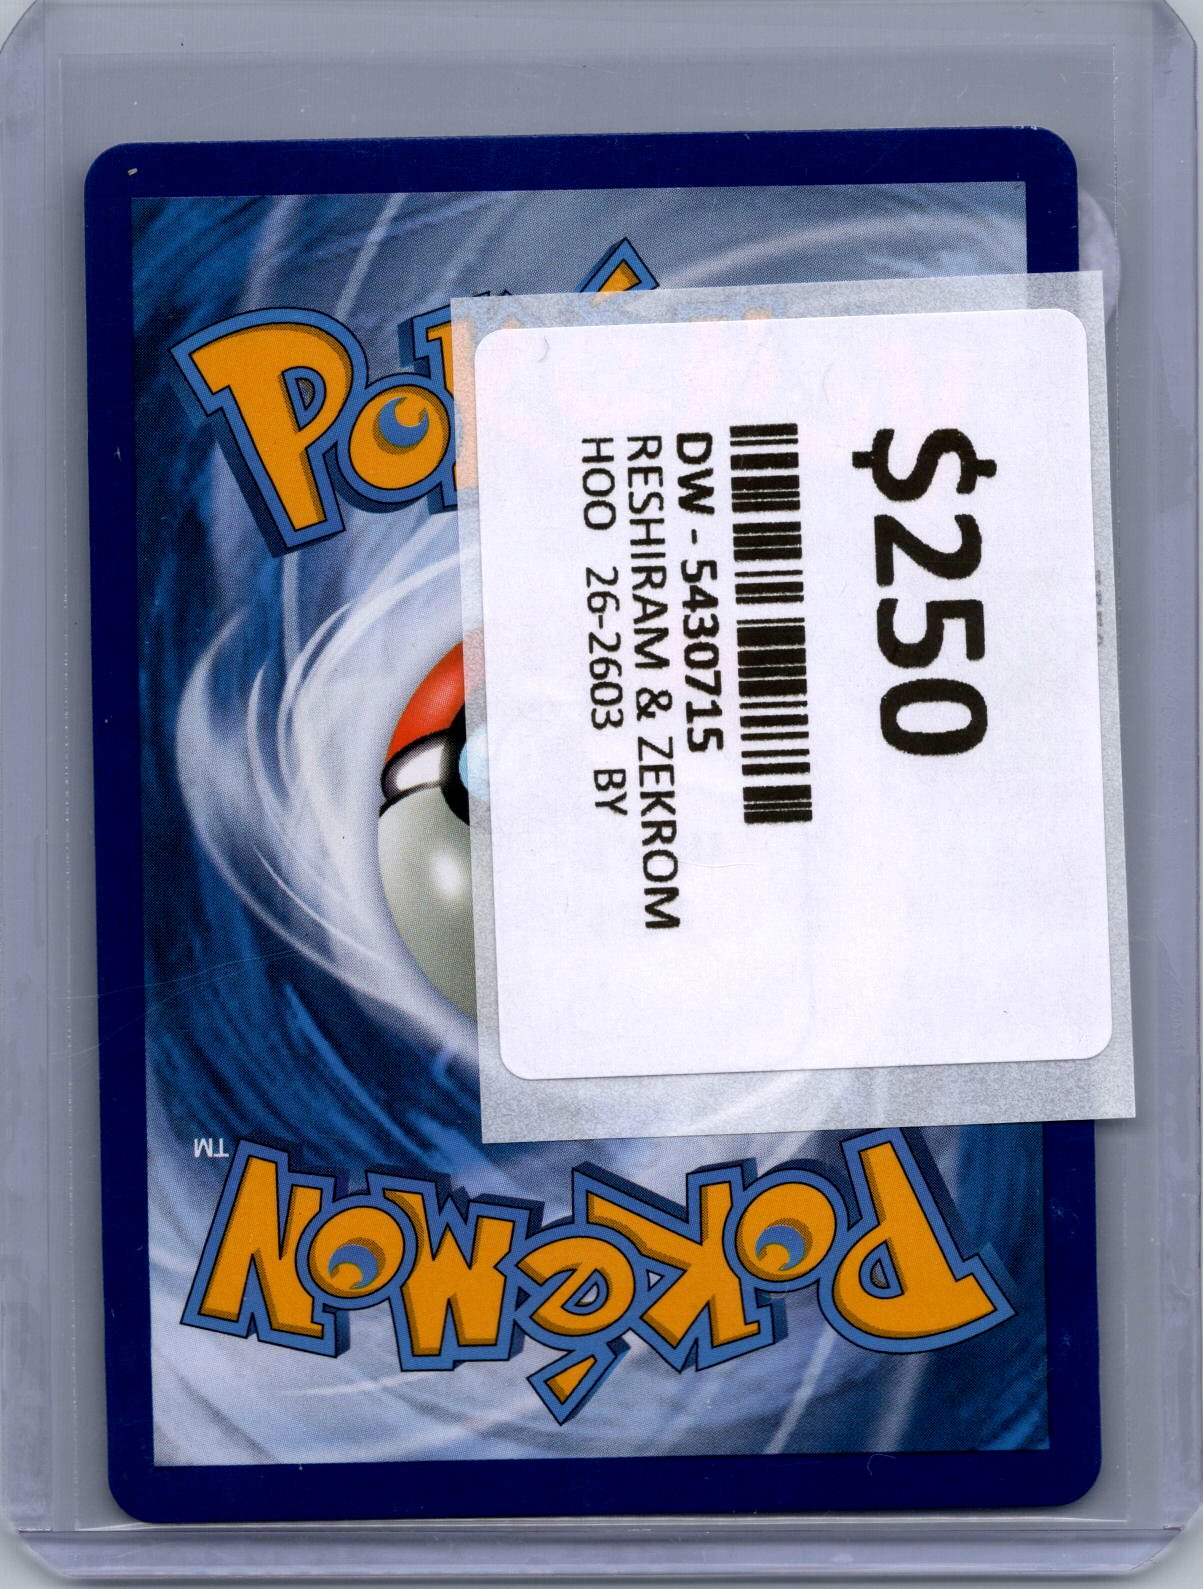 $250
DW - 5430715
RESHIRAM & ZEKROM
HOO 26-2603 BY
POKéMON
TM